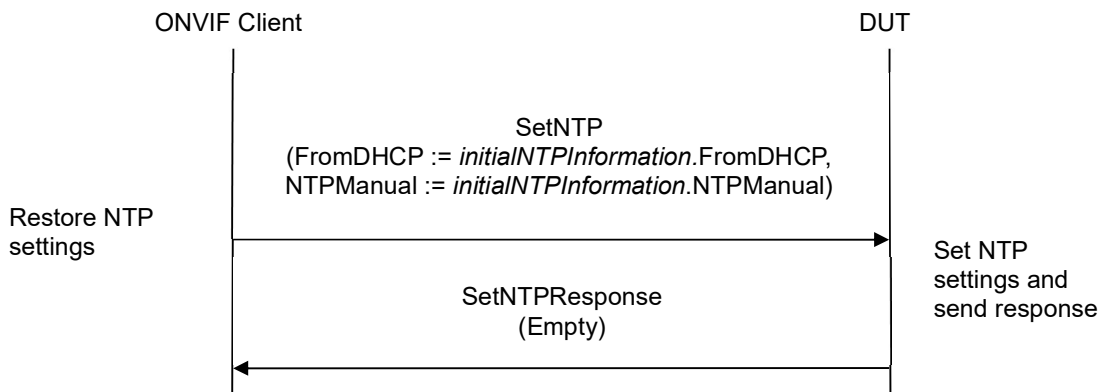 ONVIF Client
DUT
SetNTP
(FromDHCP := initialNTPInformation.FromDHCP,
NTPManual := initialNTPInformation.NTPManual)
Restore NTP
settings
Set NTP
settings and
send response
SetNTPResponse
(Empty)